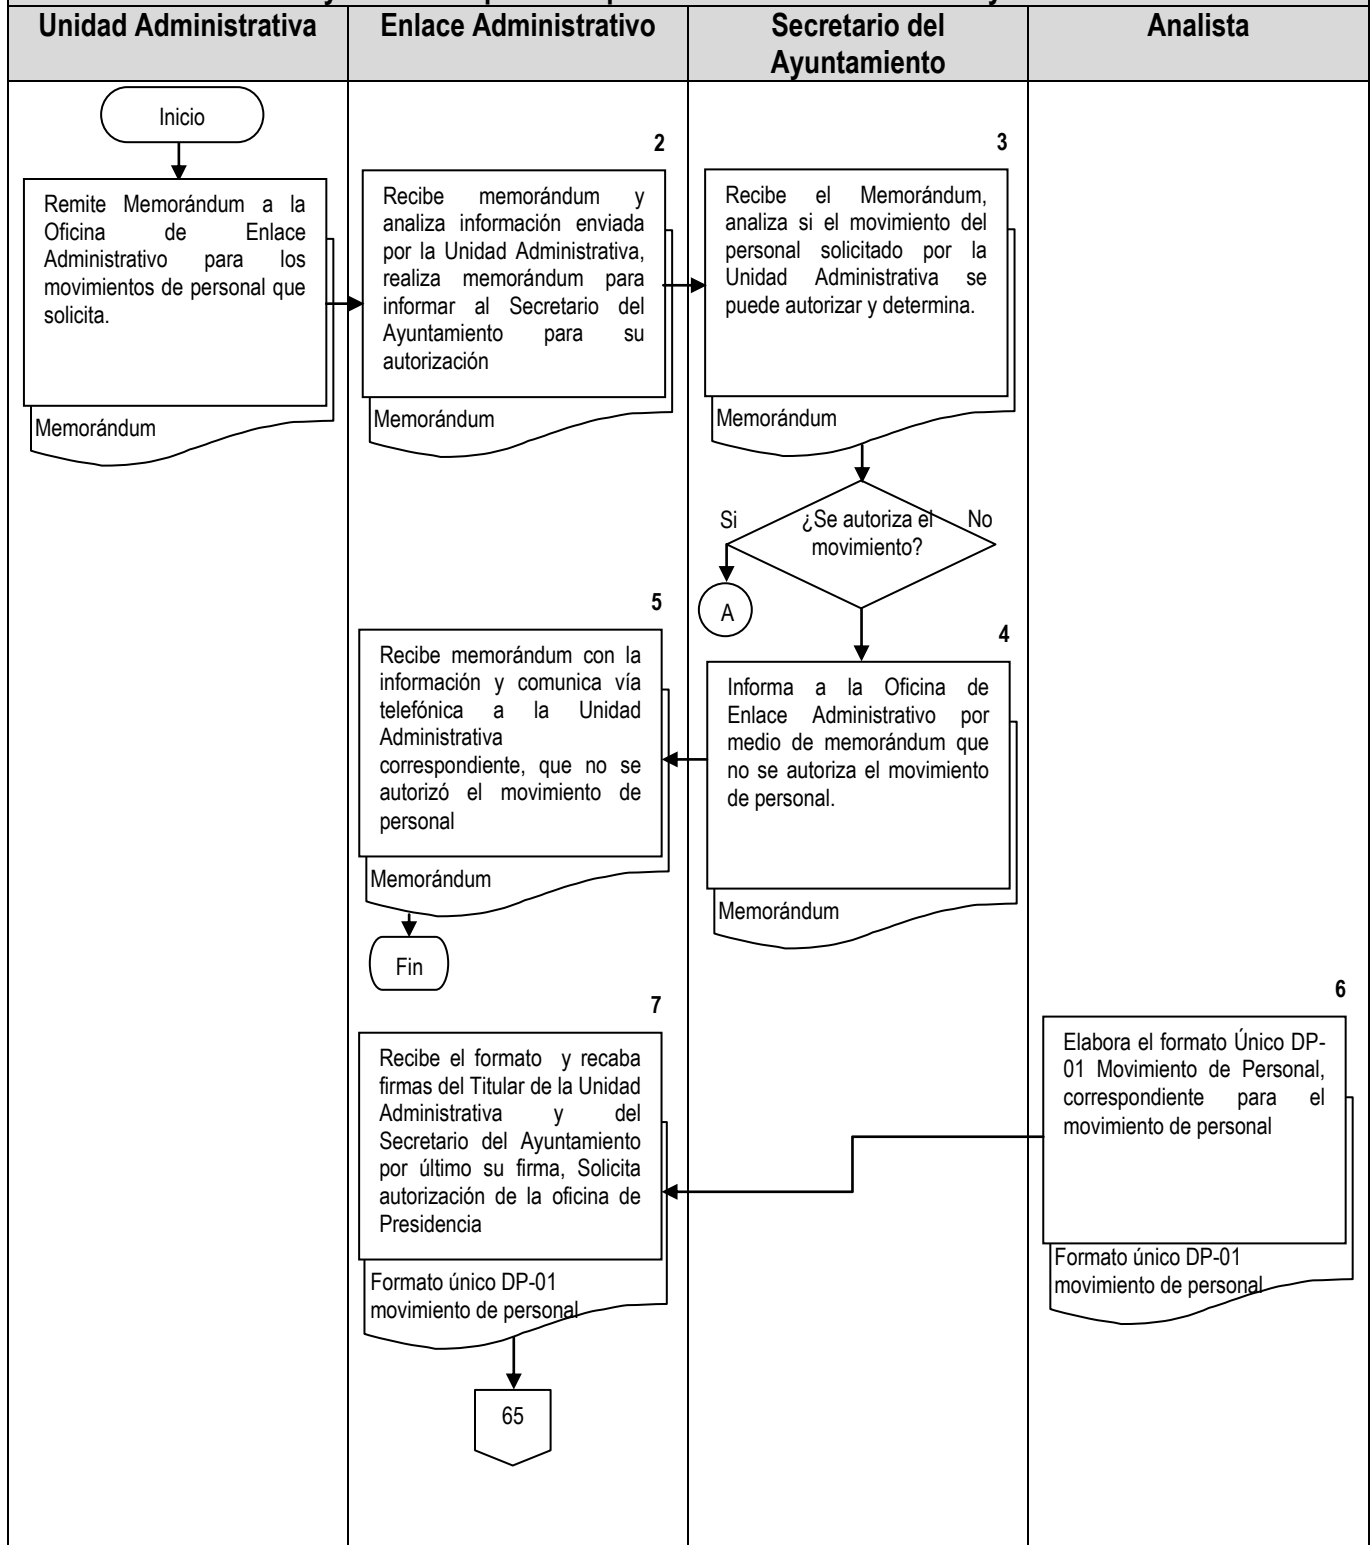 Unidad Administrativa
Enlace Administrativo
Secretario del
Ayuntamiento
Analista
Inicio
Remite Memorándum a la
Oficina de Enlace
Administrativo para los
movimientos de personal que
solicita.
Memorándum
2
Recibe memorándum y
analiza información enviada
por la Unidad Administrativa,
realiza memorándum para
informar al Secretario del
Ayuntamiento para su
autorización
Memorándum
3
Recibe el Memorándum,
analiza si el movimiento del
personal solicitado por la
Unidad Administrativa se
puede autorizar y determina.
Memorándum
Si
¿Se autoriza el
movimiento?
No
A
4
Informa a la Oficina de
Enlace Administrativo por
medio de memorándum que
no se autoriza el movimiento
de personal.
Memorándum
5
Recibe memorándum con la
información y comunica vía
telefónica a la Unidad
Administrativa
correspondiente, que no se
autorizó el movimiento de
personal
Memorándum
Fin
6
Elabora el formato Único DP-
01 Movimiento de Personal,
correspondiente para el
movimiento de personal
Formato único DP-01
movimiento de personal
7
Recibe el formato y recaba
firmas del Titular de la Unidad
Administrativa y del
Secretario del Ayuntamiento
por último su firma, Solicita
autorización de la oficina de
Presidencia
Formato único DP-01
movimiento de personal
65